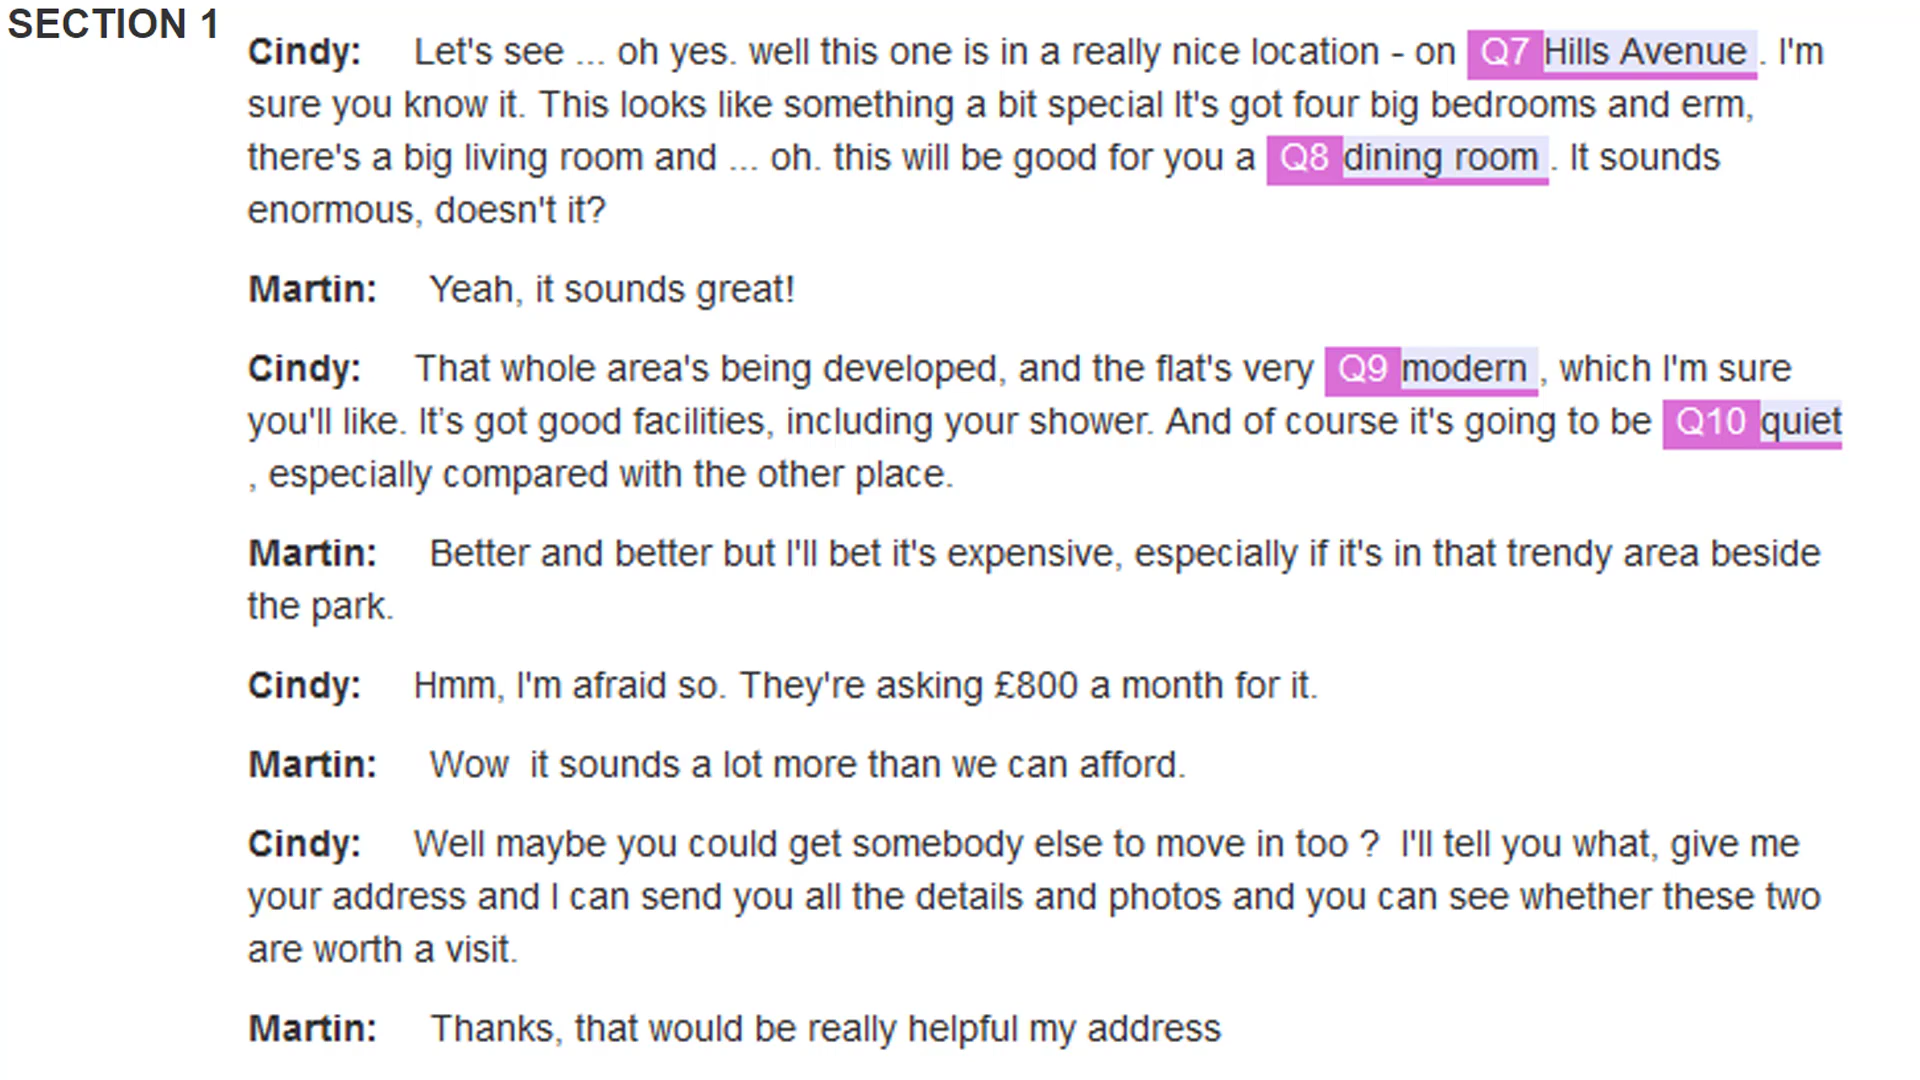 SECTION 1
Cindy: Let's see ... oh yes. well this one is in a really nice location - on Q7 Hills Avenue . I'm
sure you know it. This looks like something a bit special It's got four big bedrooms and erm,
there's a big living room and ... oh. this will be good for you a Q8 dining room . It sounds
enormous, doesn't it?
Martin: Yeah, it sounds great!
Cindy: That whole area's being developed, and the flat's very Q9 modern , which I'm sure
you'll like. It's got good facilities, including your shower. And of course it's going to be Q10 quiet
, especially compared with the other place.
Martin: Better and better but I'll bet it's expensive, especially if it's in that trendy area beside
the park.
Cindy: Hmm, I'm afraid so. They're asking £800 a month for it.
Martin: Wow it sounds a lot more than we can afford.
Cindy: Well maybe you could get somebody else to move in too ? I'll tell you what, give me
your address and I can send you all the details and photos and you can see whether these two
are worth a visit.
Martin: Thanks, that would be really helpful my address